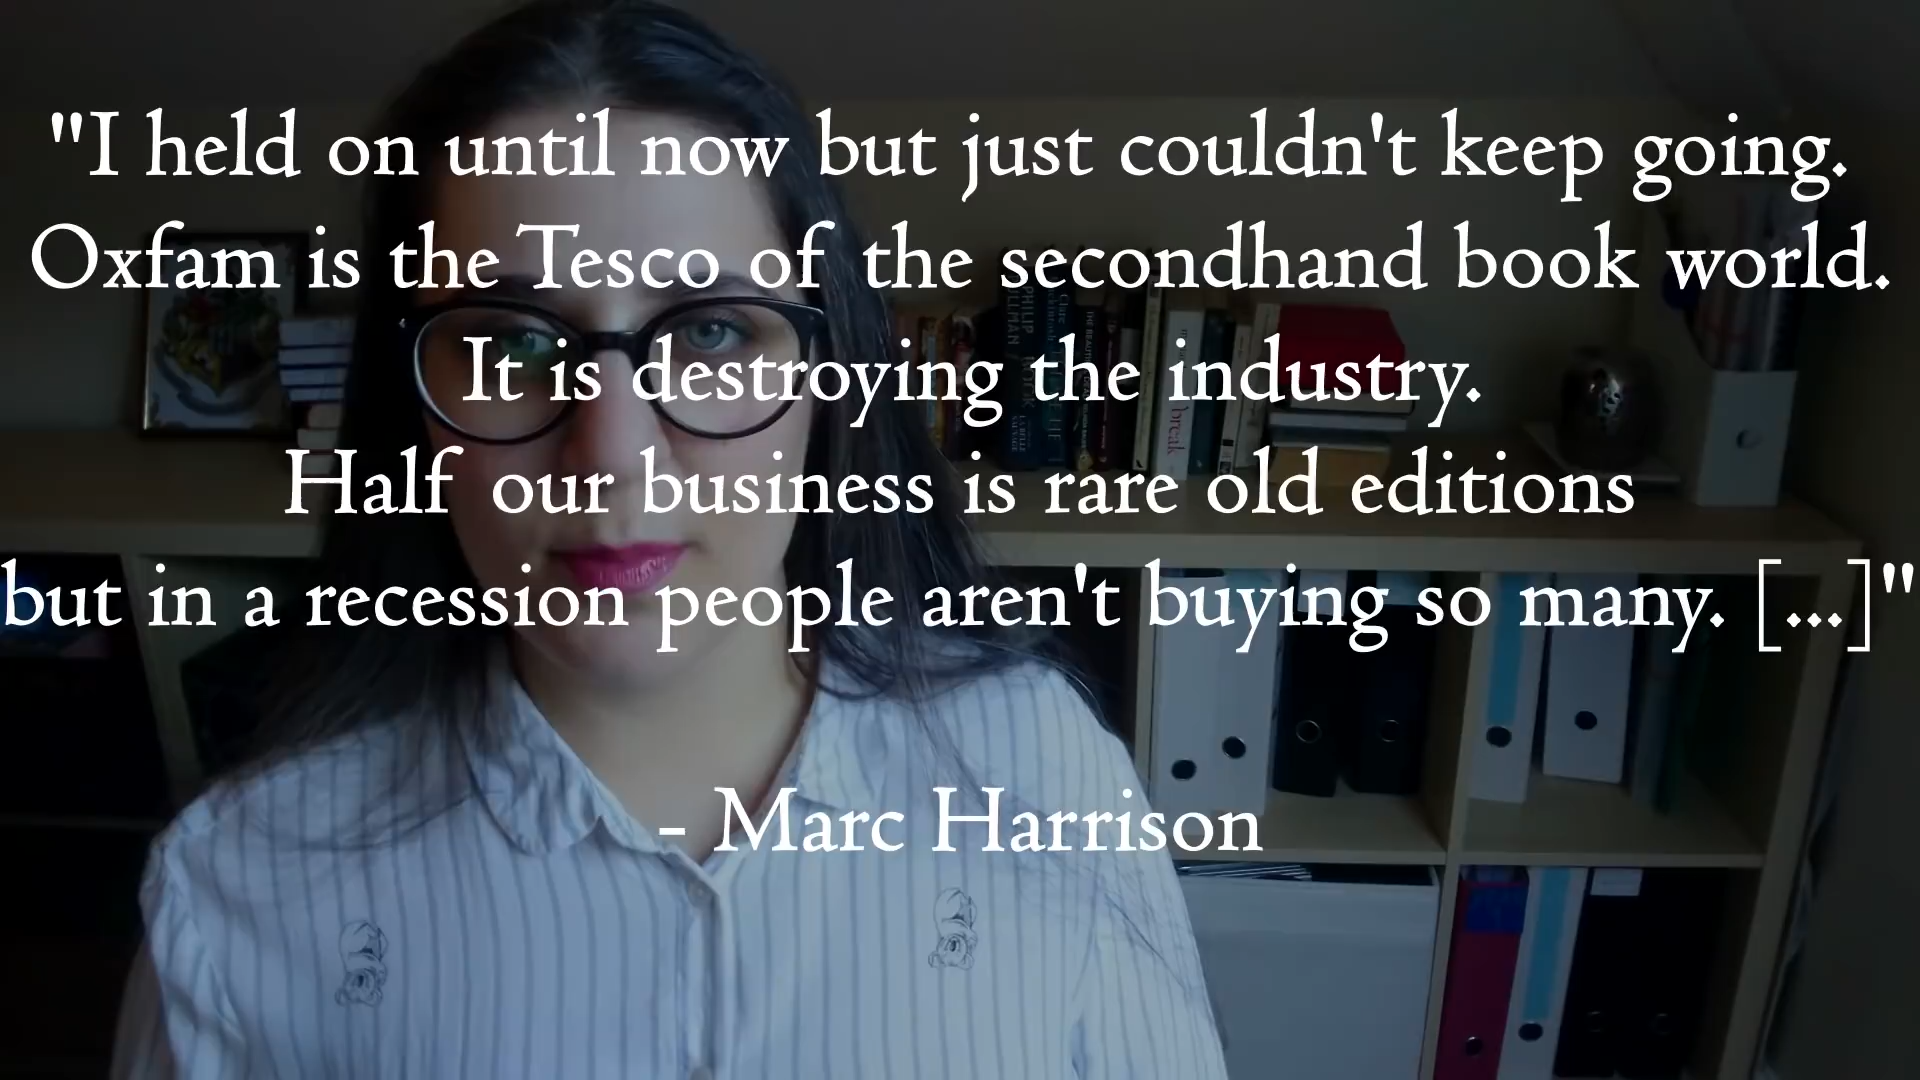 "I held on until now but just couldn't keep going.
Oxfam is the Tesco of the secondhand book world.
It is destroying the industry.
Half our business is rare old editions
but in a recession people aren't buying so many. [...]"
- Marc Harrison
PHILIP
break